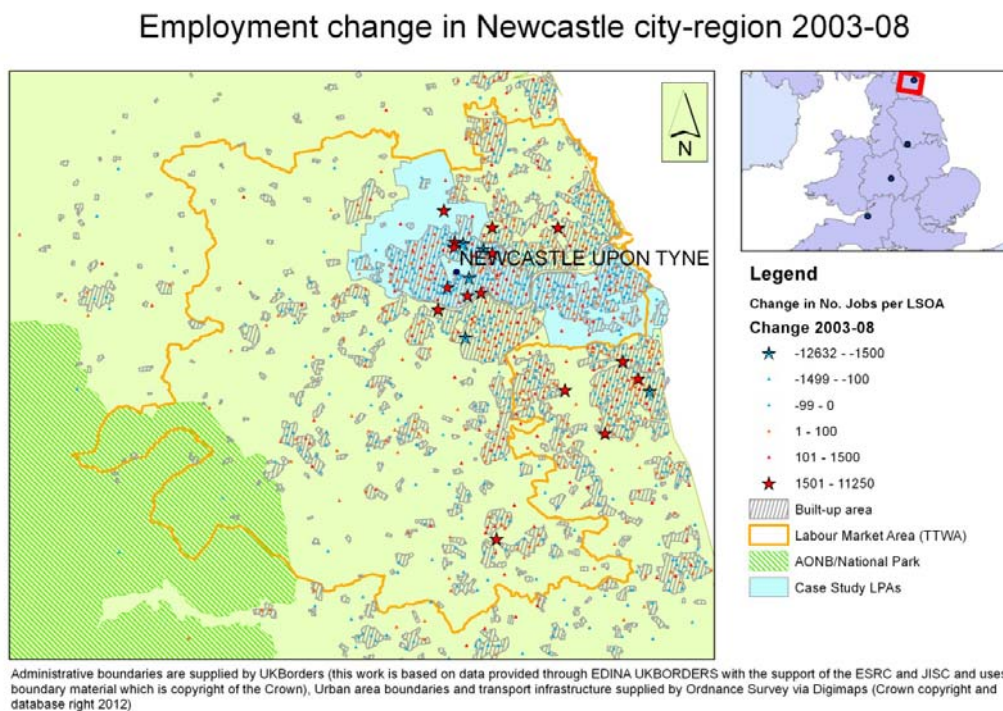 Employment change in Newcastle city-region 2003-08
N
NEWCASTLE UPON TYNE
Legend
Change in No. Jobs per LSOA
Change 2003-08
-12632 - -1500
-1499 - -100
-99 - 0
1 - 100
101 - 1500
1501 - 11250
Built-up area
Labour Market Area (TTWA)
AONB/National Park
Case Study LPAs
Administrative boundaries are supplied by UKBorders (this work is based on data provided through EDINA UKBORDERS with the support of the ESRC and JISC and uses
boundary material which is copyright of the Crown), Urban area boundaries and transport infrastructure supplied by Ordnance Survey via Digimaps (Crown copyright and
database right 2012)